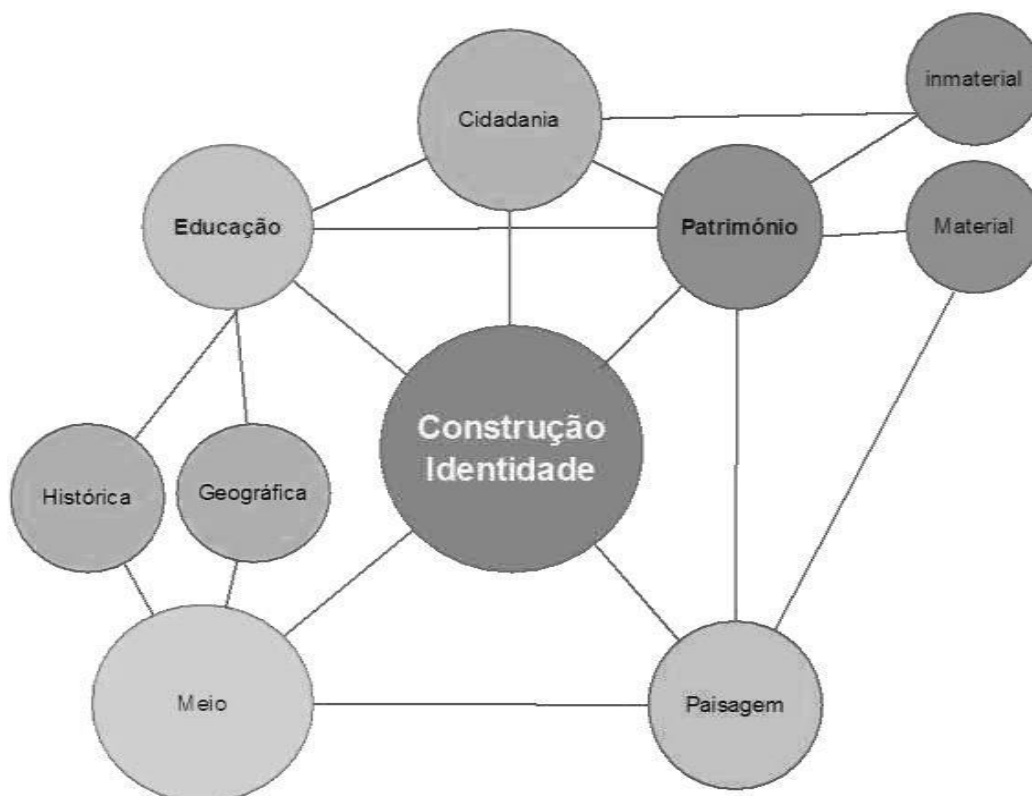 inmaterial
Cidadania
Educação
Património
Material
Construção
Identidade
Histórica
Geográfica
Meio
Paisagem